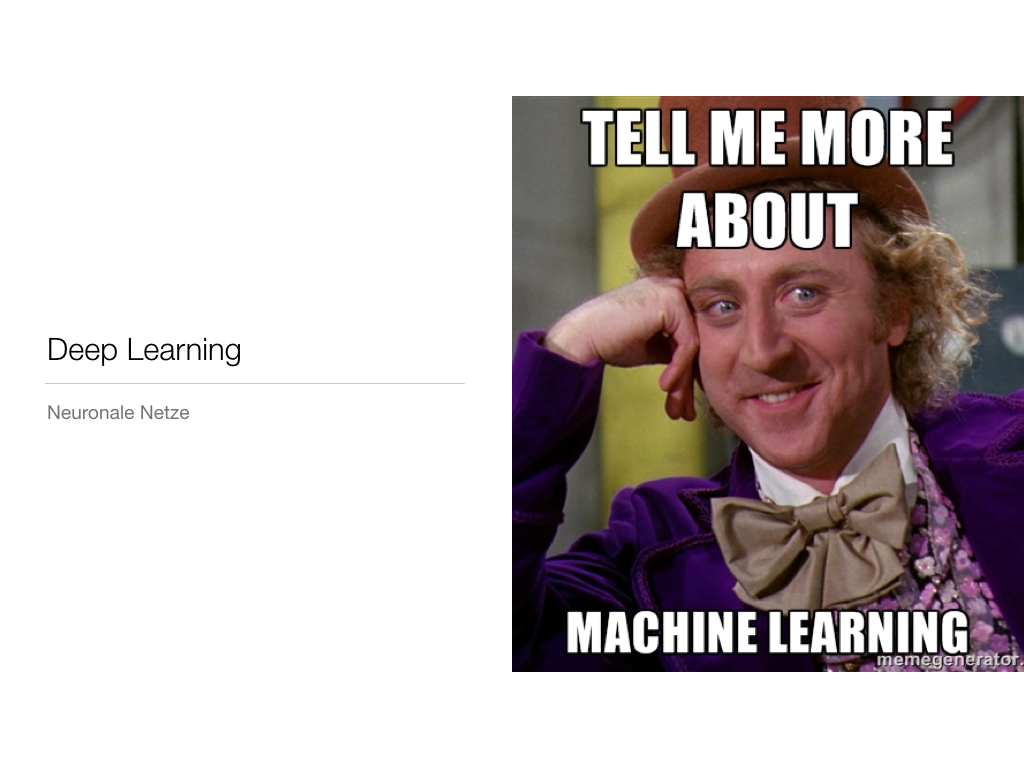 Deep Learning
Neuronale Netze
TELL ME MORE
ABOUT
MACHINE LEARNING
memegenerator.